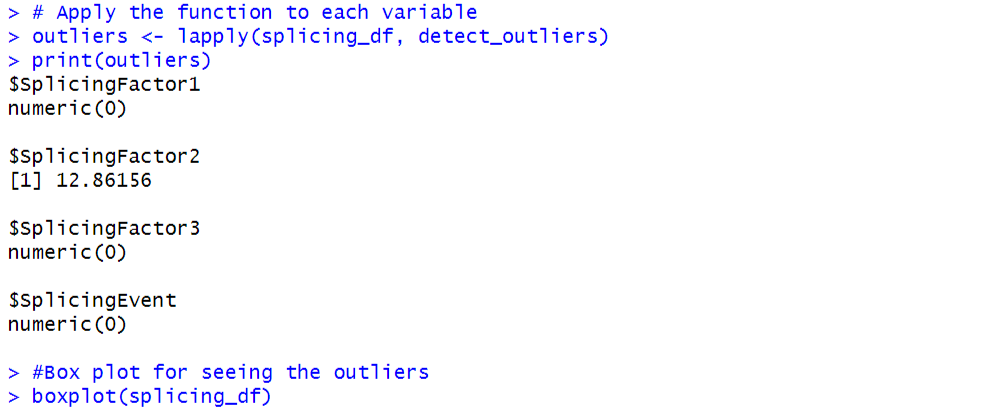 > # Apply the function to each variable
> outliers <- lapply(splicing_df, detect_outliers)
> print(outliers)
$SplicingFactor1
numeric(0)
$SplicingFactor2
[1] 12.86156
$SplicingFactor3
numeric(0)
$SplicingEvent
numeric(0)
> #Box plot for seeing the outliers
> boxplot(splicing_df)